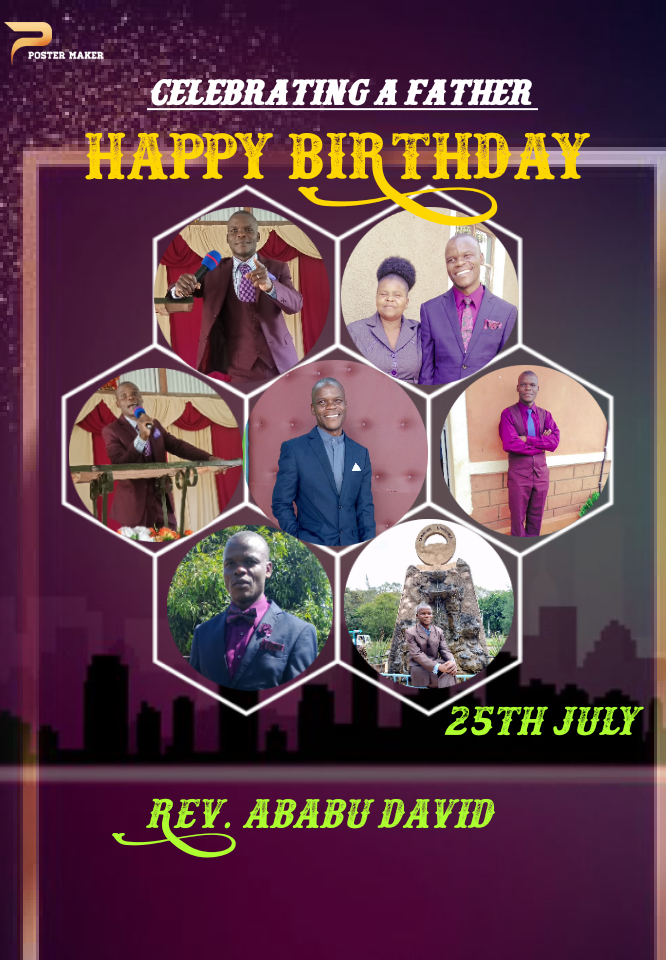 POSTER MAKER
CELEBRATING A FATHER
HAPPY BIRTHDAY
25TH JULY
REV. ABABU DAVID